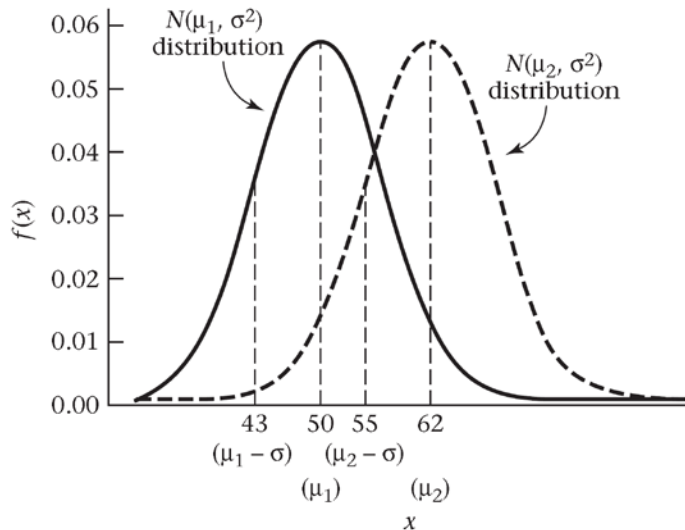 N(μ₁, σ²)
distribution
N(μ₂, σ²)
distribution
f(x)
0.06
0.05
0.04
0.03
0.02
0.01
0.00
43 50 55 62
(μ₁ – σ) (μ₂ – σ)
(μ₁) (μ₂)
x